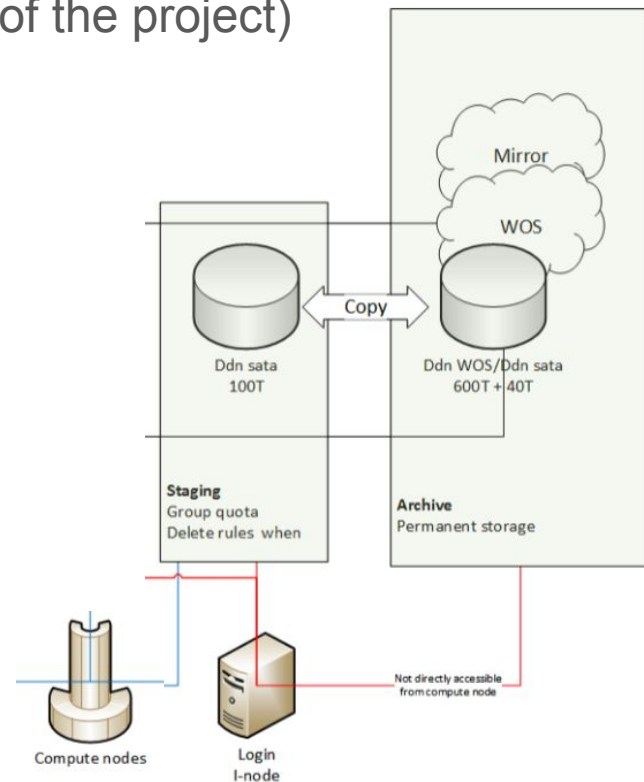 of the project)
Mirror
WOS
Copy
Ddn sata
100T
Ddn WOS/Ddn sata
600T + 40T
Staging
Group quota
Delete rules when
Archive
Permanent storage
Not directly accessible
from compute node
Compute nodes
Login
I-node